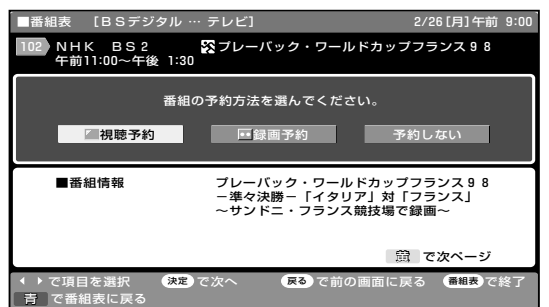 ■番組表 [BSデジタル … テレビ] 2/26[月]午前 9:00
102 NHK BS2 プレーバック・ワールドカップフランス98
午前11:00～午後 1:30
番組の予約方法を選んでください。
視聴予約 録画予約 予約しない
■番組情報 プレーバック・ワールドカップフランス98
－準々決勝－「イタリア」対「フランス」
～サンドニ・フランス競技場で録画～
黄 で次ページ
で項目を選択 決定 で次へ 戻る で前の画面に戻る 番組表 で終了
青 で番組表に戻る